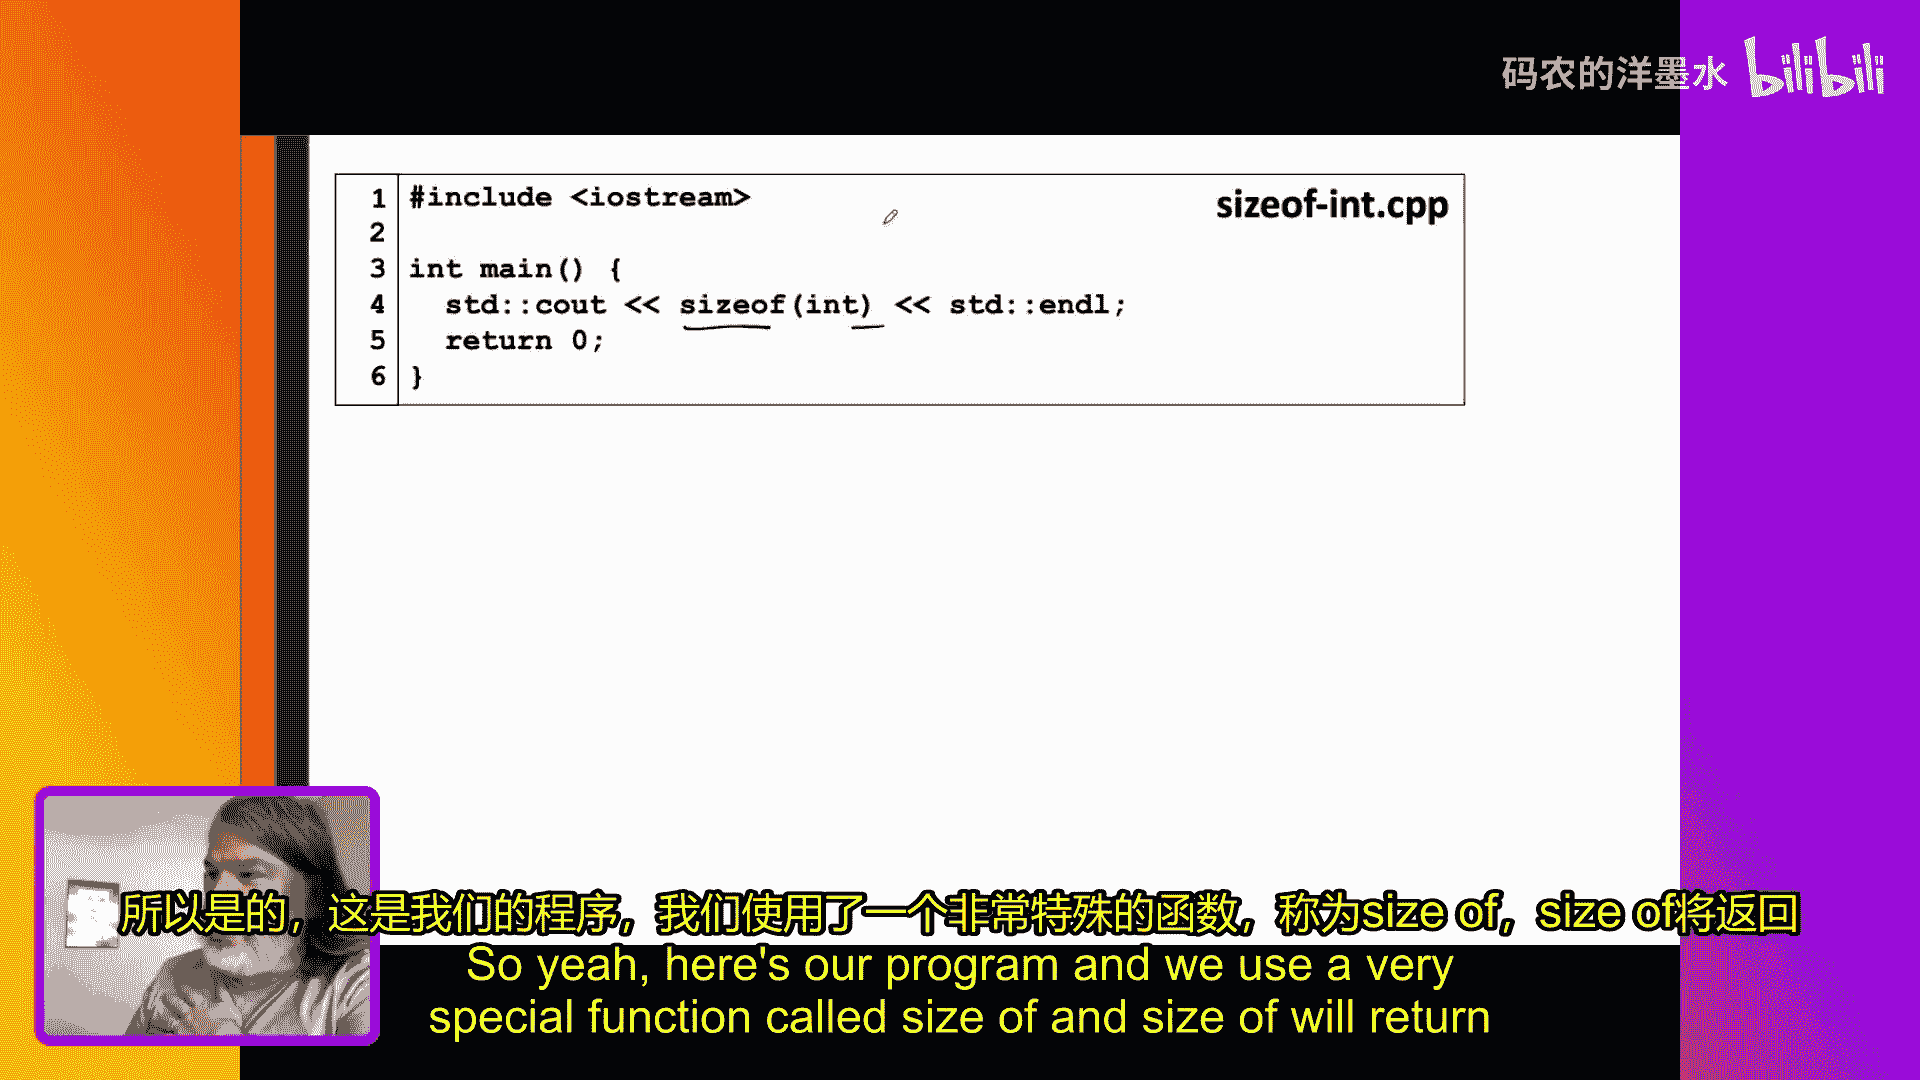 码农的洋墨水 bilibili
sizeof-int.cpp
1 #include <iostream>
2
3 int main() {
4 std::cout << sizeof(int) << std::endl;
5 return 0;
6 }
所以是的，这是我们的程序，我们使用了一个非常特殊的函数，称为size of，size of将返回
So yeah, here's our program and we use a very
special function called size of and size of will return